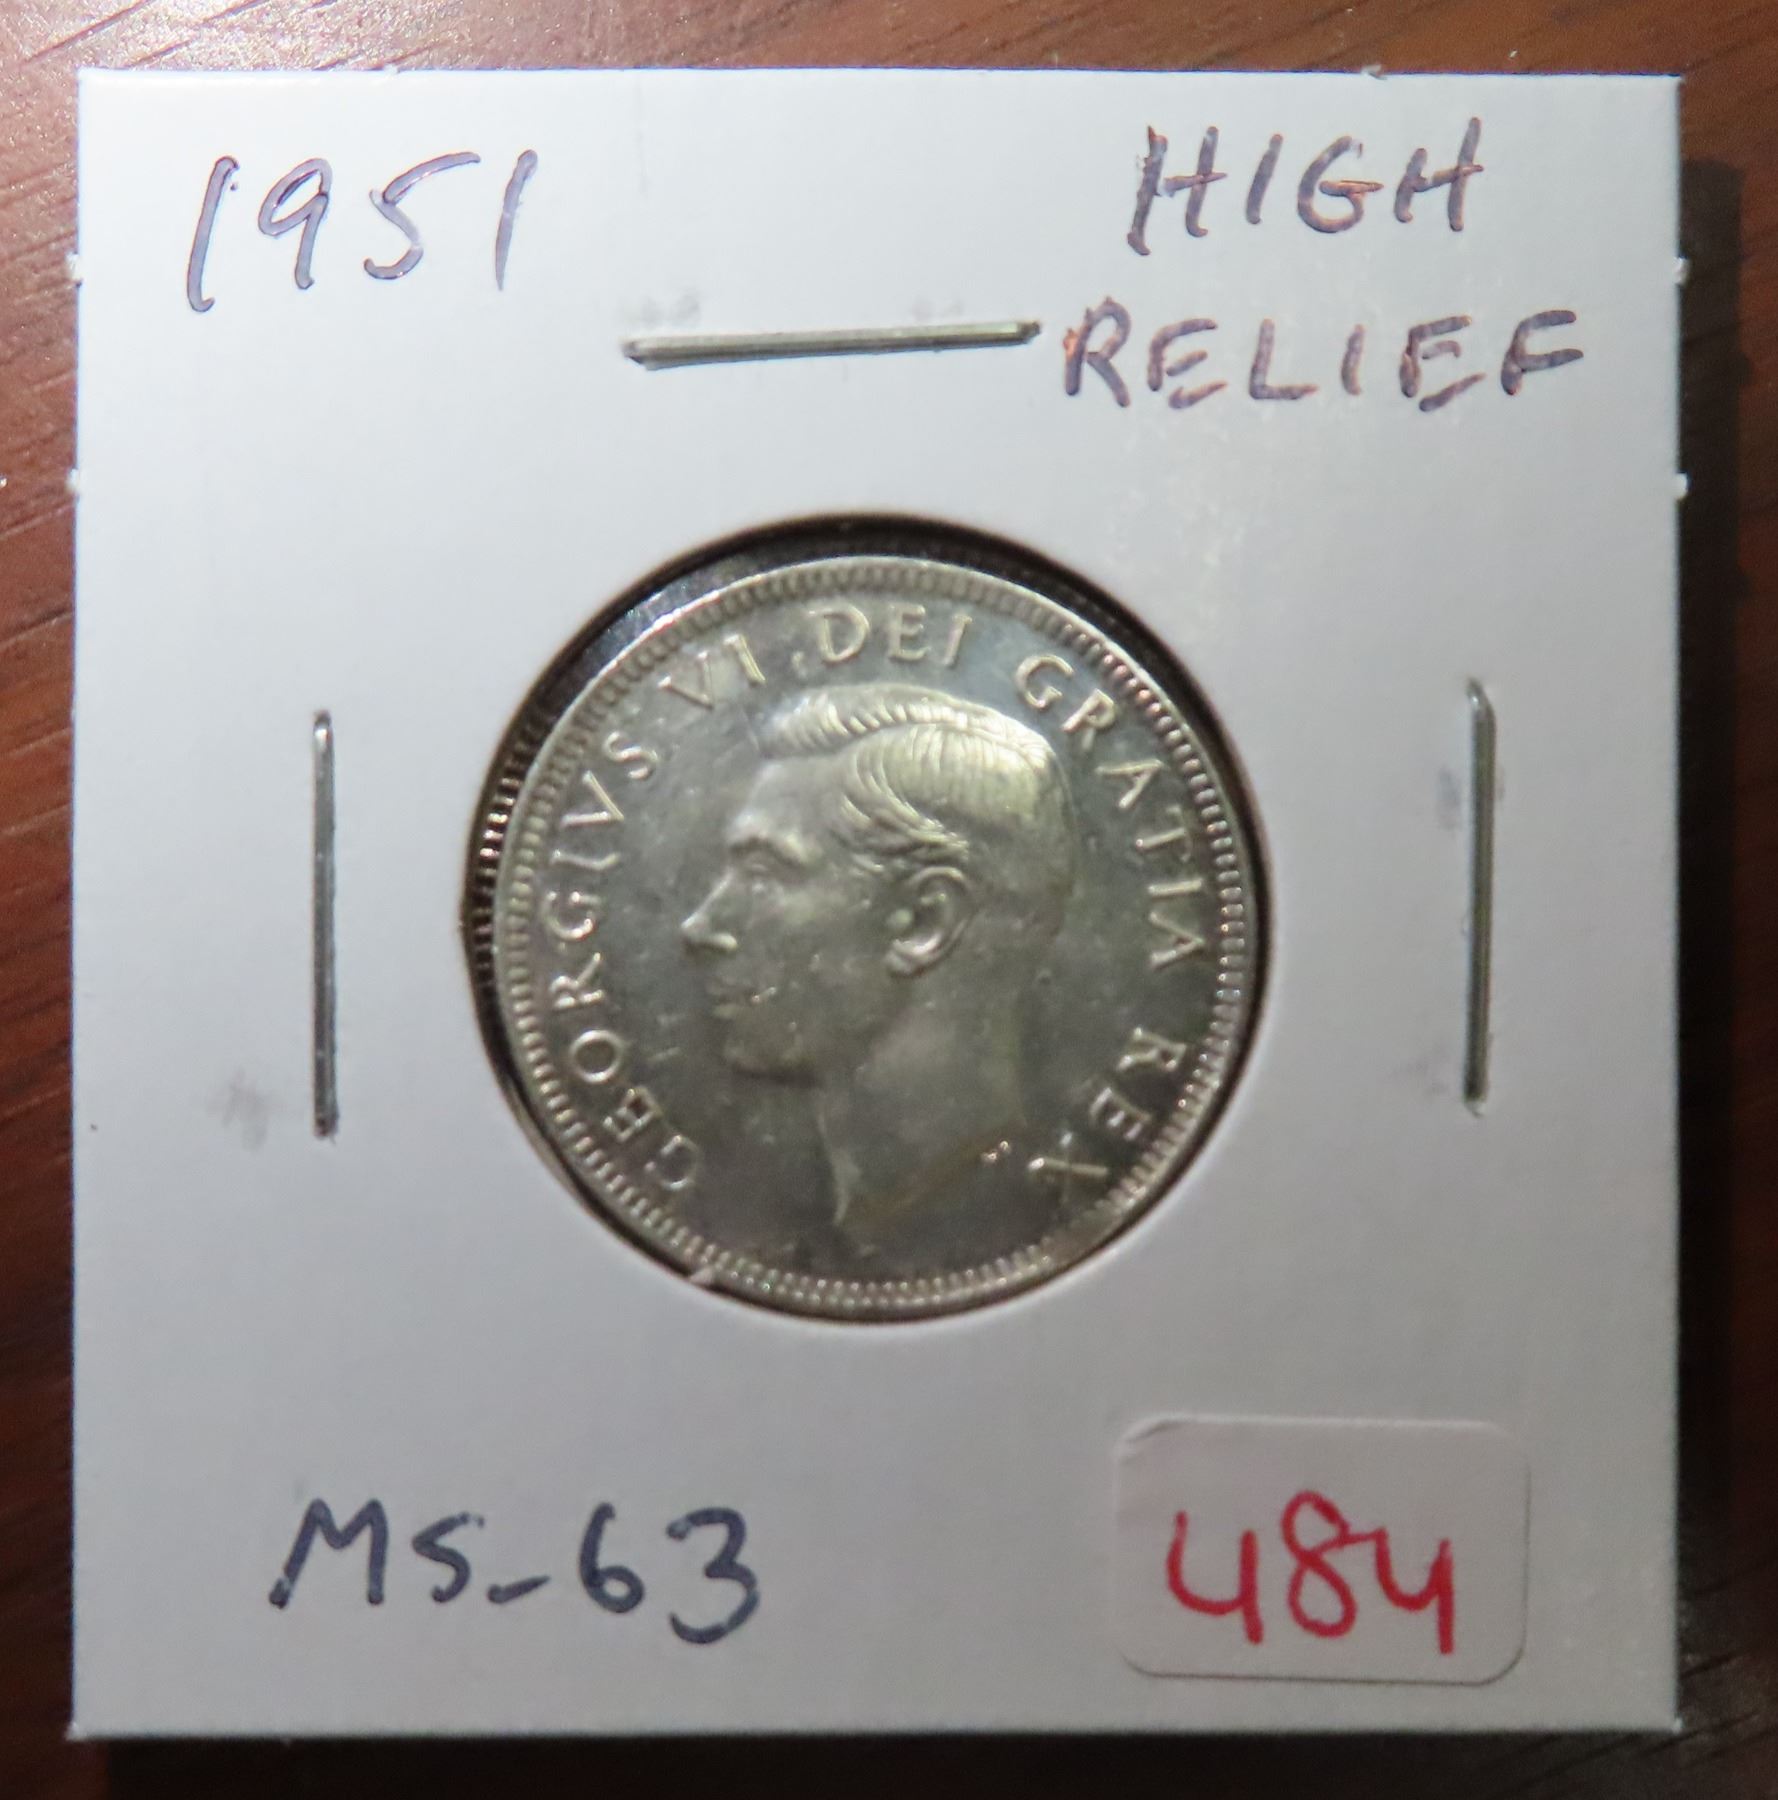 1951
HIGH
RELIEF
GEORGIVS VI DEI GRATIA REX
MS-63
484